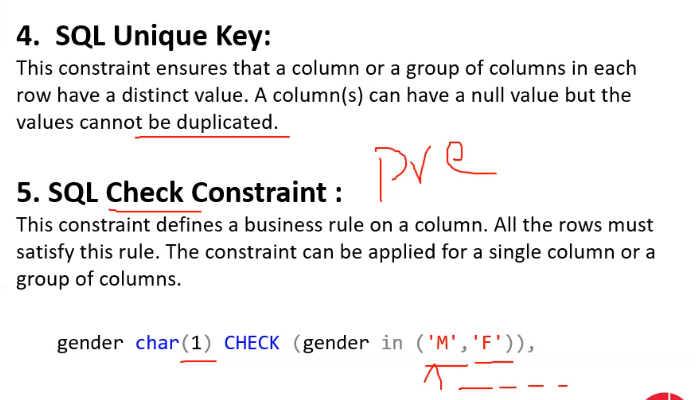 4. SQL Unique Key:
This constraint ensures that a column or a group of columns in each
row have a distinct value. A column(s) can have a null value but the
values cannot be duplicated.
pre
5. SQL Check Constraint :
This constraint defines a business rule on a column. All the rows must
satisfy this rule. The constraint can be applied for a single column or a
group of columns.
gender char(1) CHECK (gender in ('M','F')),